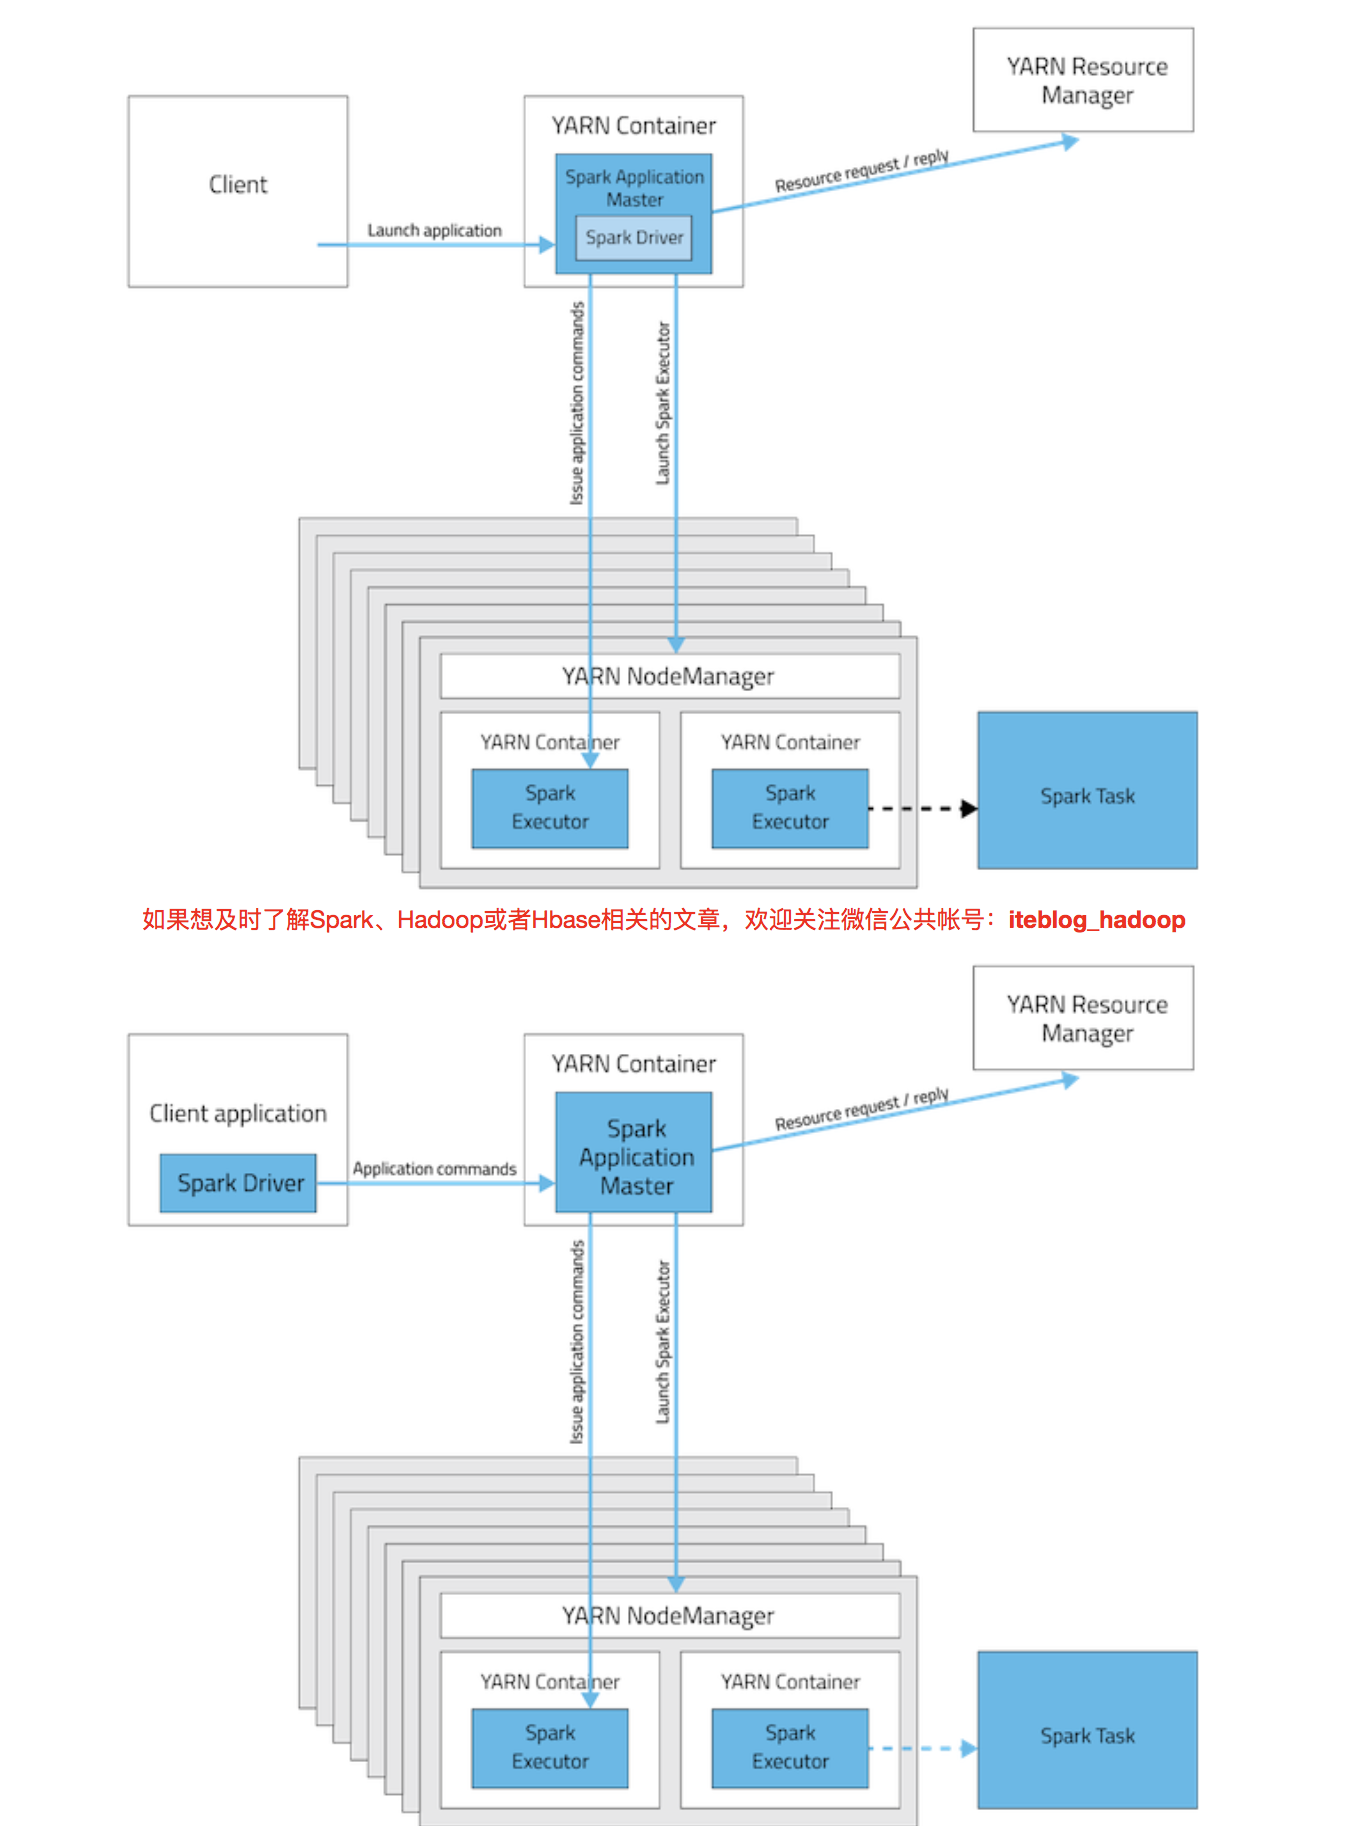 YARN Resource
Manager
YARN Container
Client
Spark Application
Master
Resource request / reply
Launch application
Spark Driver
Issue application commands
Launch Spark Executor
YARN NodeManager
YARN Container
YARN Container
Spark
Executor
Spark
Executor
Spark Task
如果想及时了解Spark、Hadoop或者Hbase相关的文章，欢迎关注微信公共帐号：iteblog_hadoop
YARN Resource
Manager
YARN Container
Client application
Spark
Application
Master
Resource request / reply
Spark Driver
Application commands
Issue application commands
Launch Spark Executor
YARN NodeManager
YARN Container
YARN Container
Spark
Executor
Spark
Executor
Spark Task